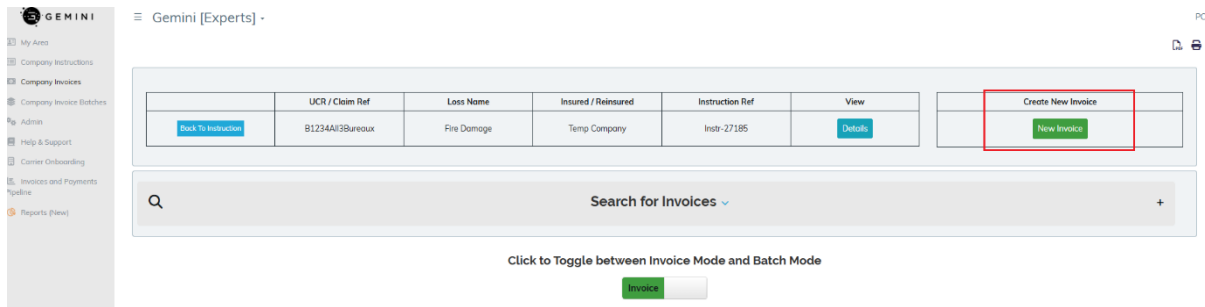 GEMINI
Gemini [Experts]
My Area
Company Instructions
Company Invoices
Company Invoice Batches
Admin
Help & Support
Carrier Onboarding
Invoices and Payments
Pipeline
Reports (New)
UCR / Claim Ref Loss Name Insured / Reinsured Instruction Ref View
Back To Instruction B1234All3Bureaux Fire Damage Temp Company Instr-27185 Details
Create New Invoice
New Invoice
Search for Invoices
Click to Toggle between Invoice Mode and Batch Mode
Invoice